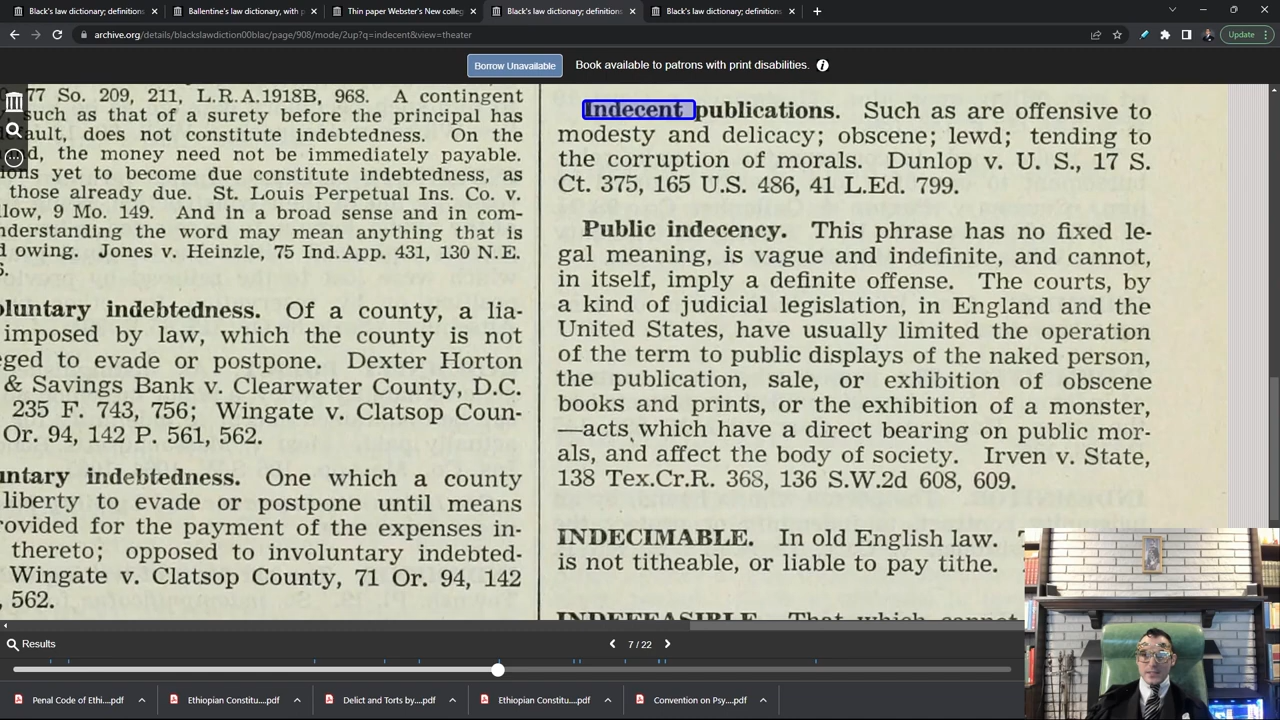 Black's law dictionary; definition:
Ballentine's law dictionary, with p
Thin paper Webster's New colleg
Black's law dictionary; definition:
Black's law dictionary; definition:
archive.org/details/blackslawdiction00blac/page/908/mode/2up?q=indecent&view=theater
Update
Borrow Unavailable
Book available to patrons with print disabilities.
77 So. 209, 211, L.R.A.1918B, 968. A contingent
such as that of a surety before the principal has
ault, does not constitute indebtedness. On the
d, the money need not be immediately payable.
ions yet to become due constitute indebtedness, as
those already due. St. Louis Perpetual Ins. Co. v.
llow, 9 Mo. 149. And in a broad sense and in com-
nderstanding the word may mean anything that is
d owing. Jones v. Heinzle, 75 Ind.App. 431, 130 N.E.
6.
oluntary indebtedness. Of a county, a lia-
imposed by law, which the county is not
eged to evade or postpone. Dexter Horton
& Savings Bank v. Clearwater County, D.C.
235 F. 743, 756; Wingate v. Clatsop Coun-
Or. 94, 142 P. 561, 562.
untary indebtedness. One which a county
liberty to evade or postpone until means
rovided for the payment of the expenses in-
thereto; opposed to involuntary indebted-
Wingate v. Clatsop County, 71 Or. 94, 142
, 562.
Indecent publications. Such as are offensive to
modesty and delicacy; obscene; lewd; tending to
the corruption of morals. Dunlop v. U. S., 17 S.
Ct. 375, 165 U.S. 486, 41 L.Ed. 799.
Public indecency. This phrase has no fixed le-
gal meaning, is vague and indefinite, and cannot,
in itself, imply a definite offense. The courts, by
a kind of judicial legislation, in England and the
United States, have usually limited the operation
of the term to public displays of the naked person,
the publication, sale, or exhibition of obscene
books and prints, or the exhibition of a monster,
—acts which have a direct bearing on public mor-
als, and affect the body of society. Irven v. State,
138 Tex.Cr.R. 368, 136 S.W.2d 608, 609.
INDECIMABLE. In old English law.
is not titheable, or liable to pay tithe.
INDEFEASIBLE. That which cannot
Results
7 / 22
Penal Code of Ethi....pdf
Ethiopian Constitu....pdf
Delict and Torts by....pdf
Ethiopian Constitu....pdf
Convention on Psy....pdf